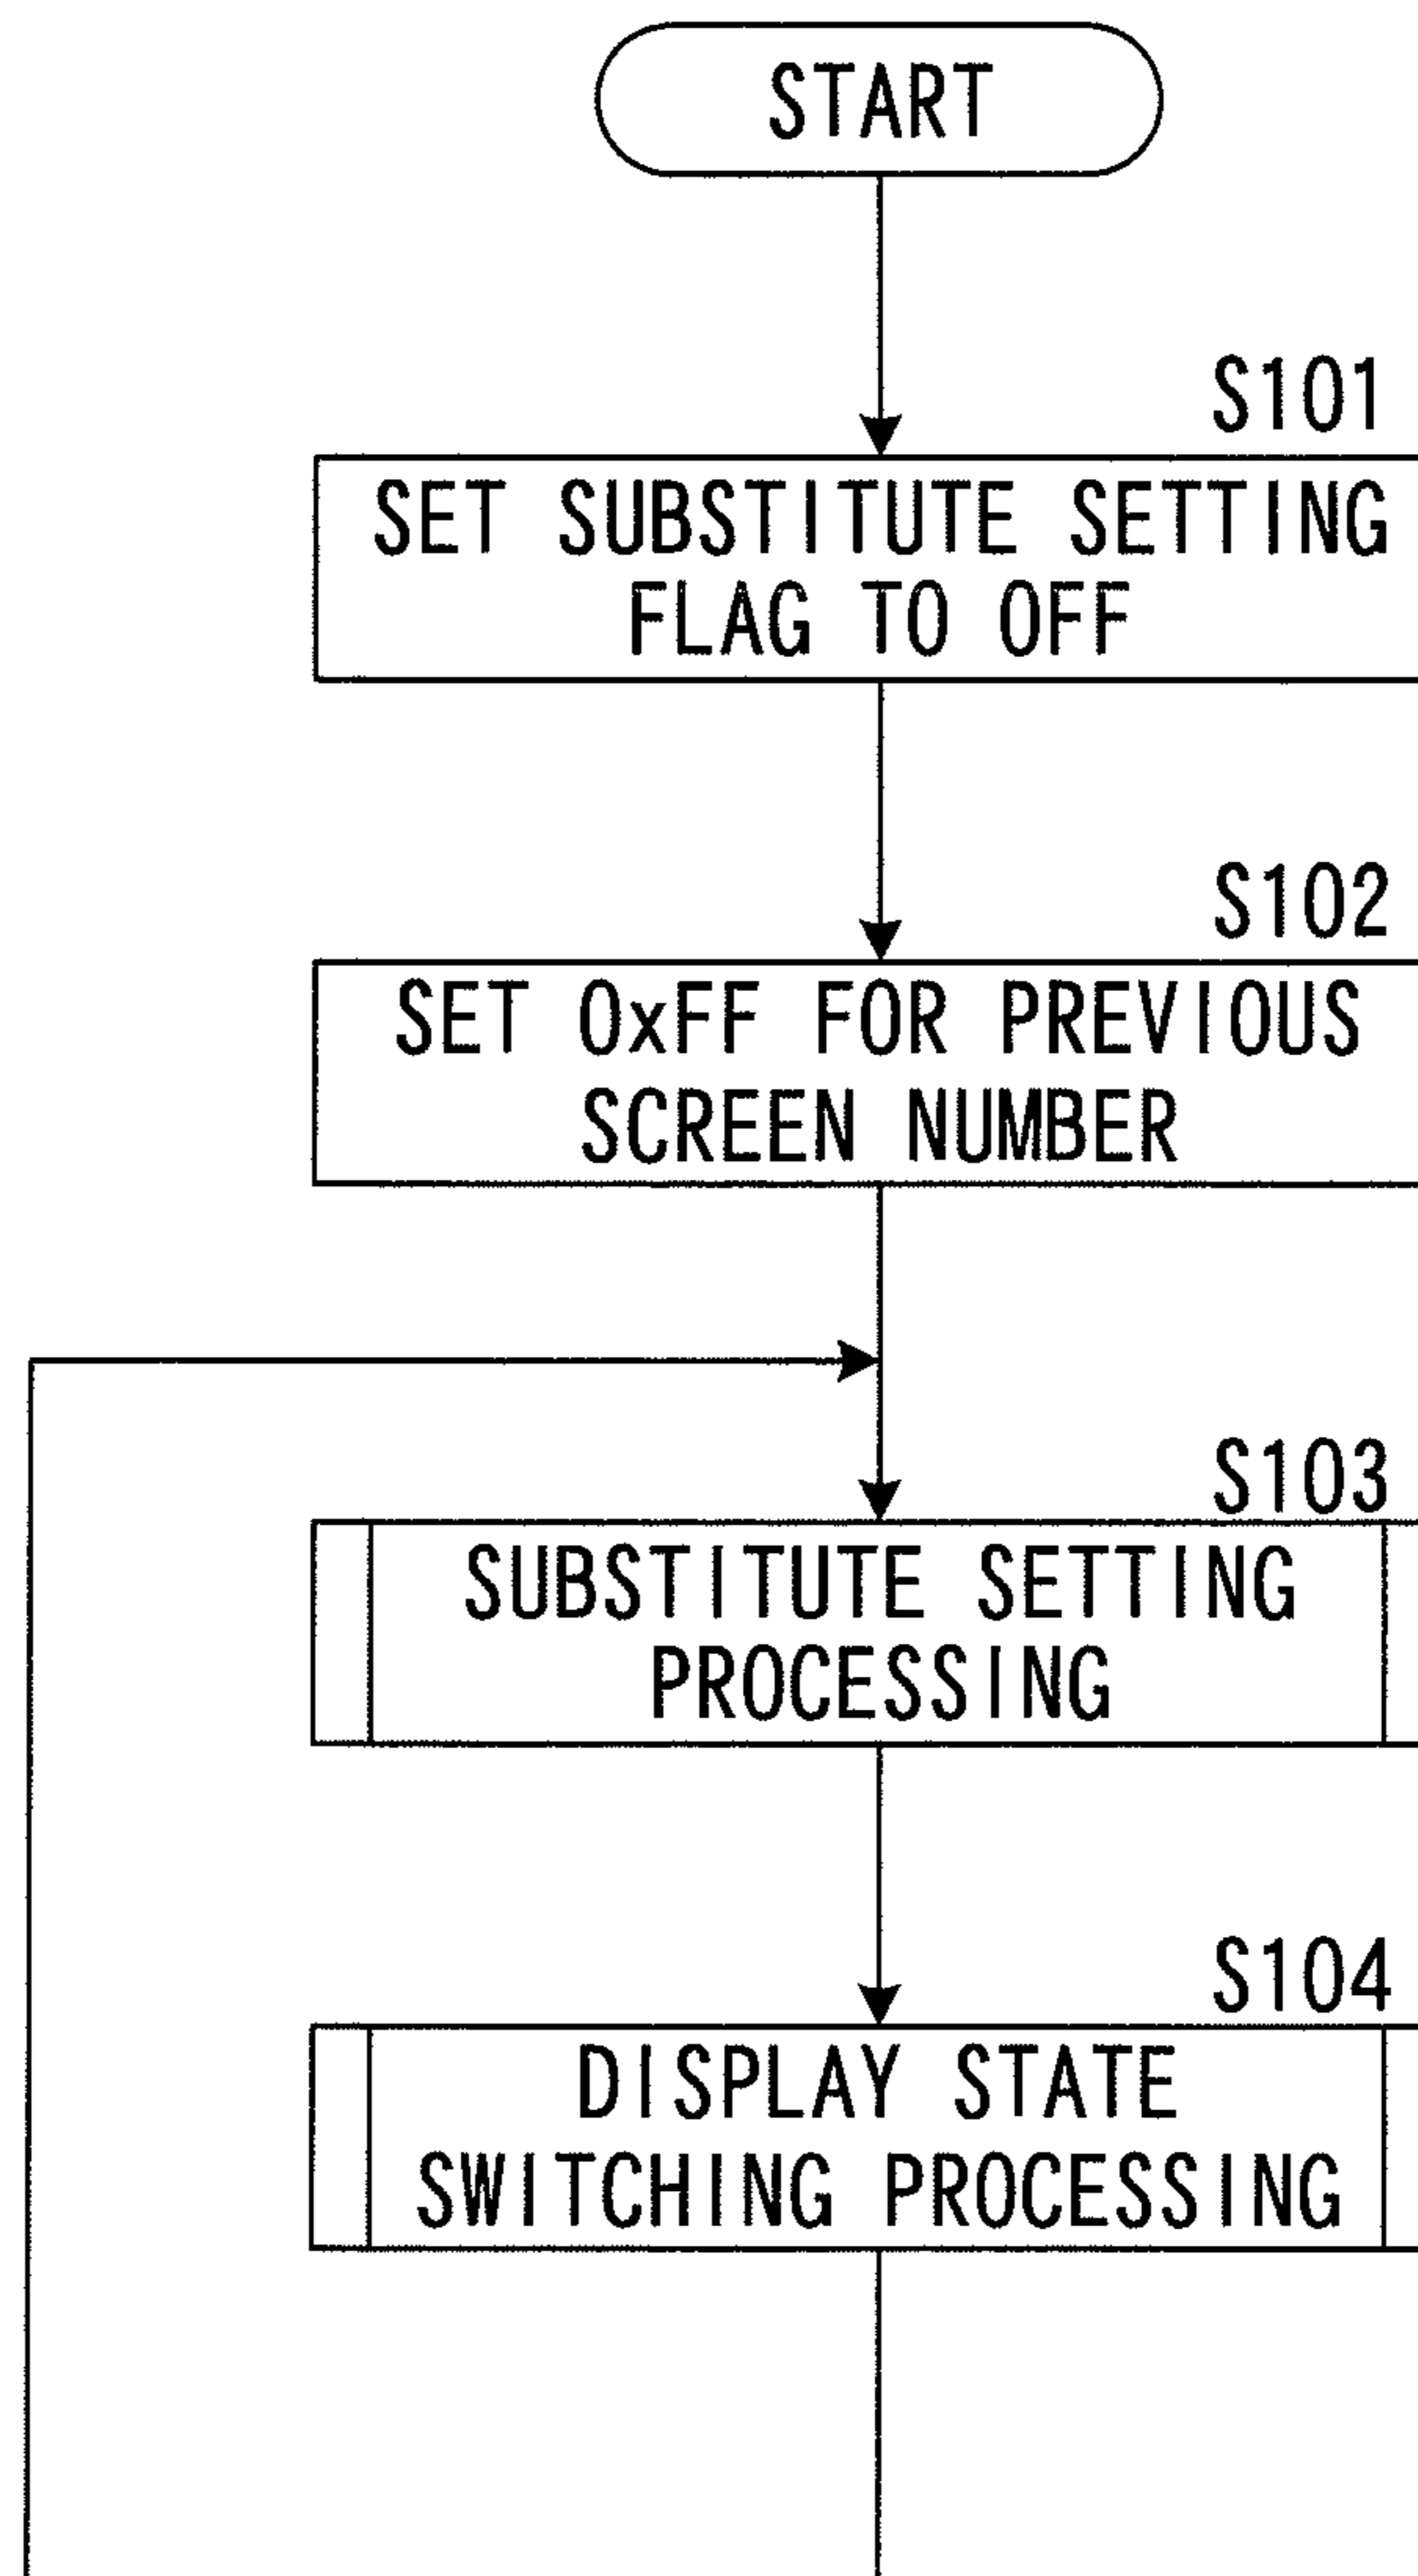 START
S101
SET SUBSTITUTE SETTING
FLAG TO OFF
S102
SET 0xFF FOR PREVIOUS
SCREEN NUMBER
S103
SUBSTITUTE SETTING
PROCESSING
S104
DISPLAY STATE
SWITCHING PROCESSING